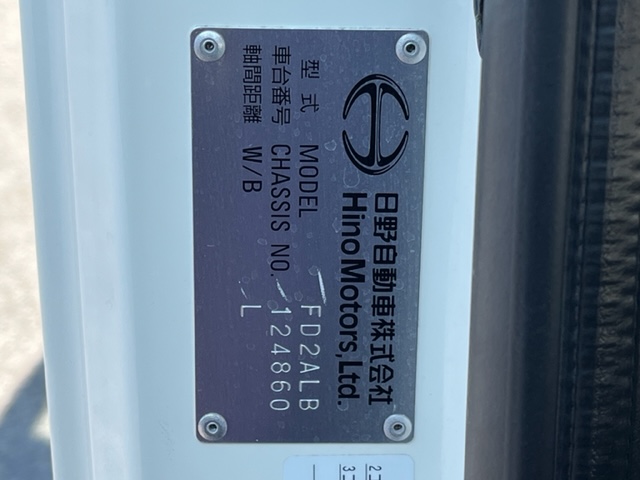 日野自動車株式会社
HinoMotors,Ltd.
型式 MODEL FD2ALB
車台番号 CHASSIS NO. 124860
軸間距離 W/B L